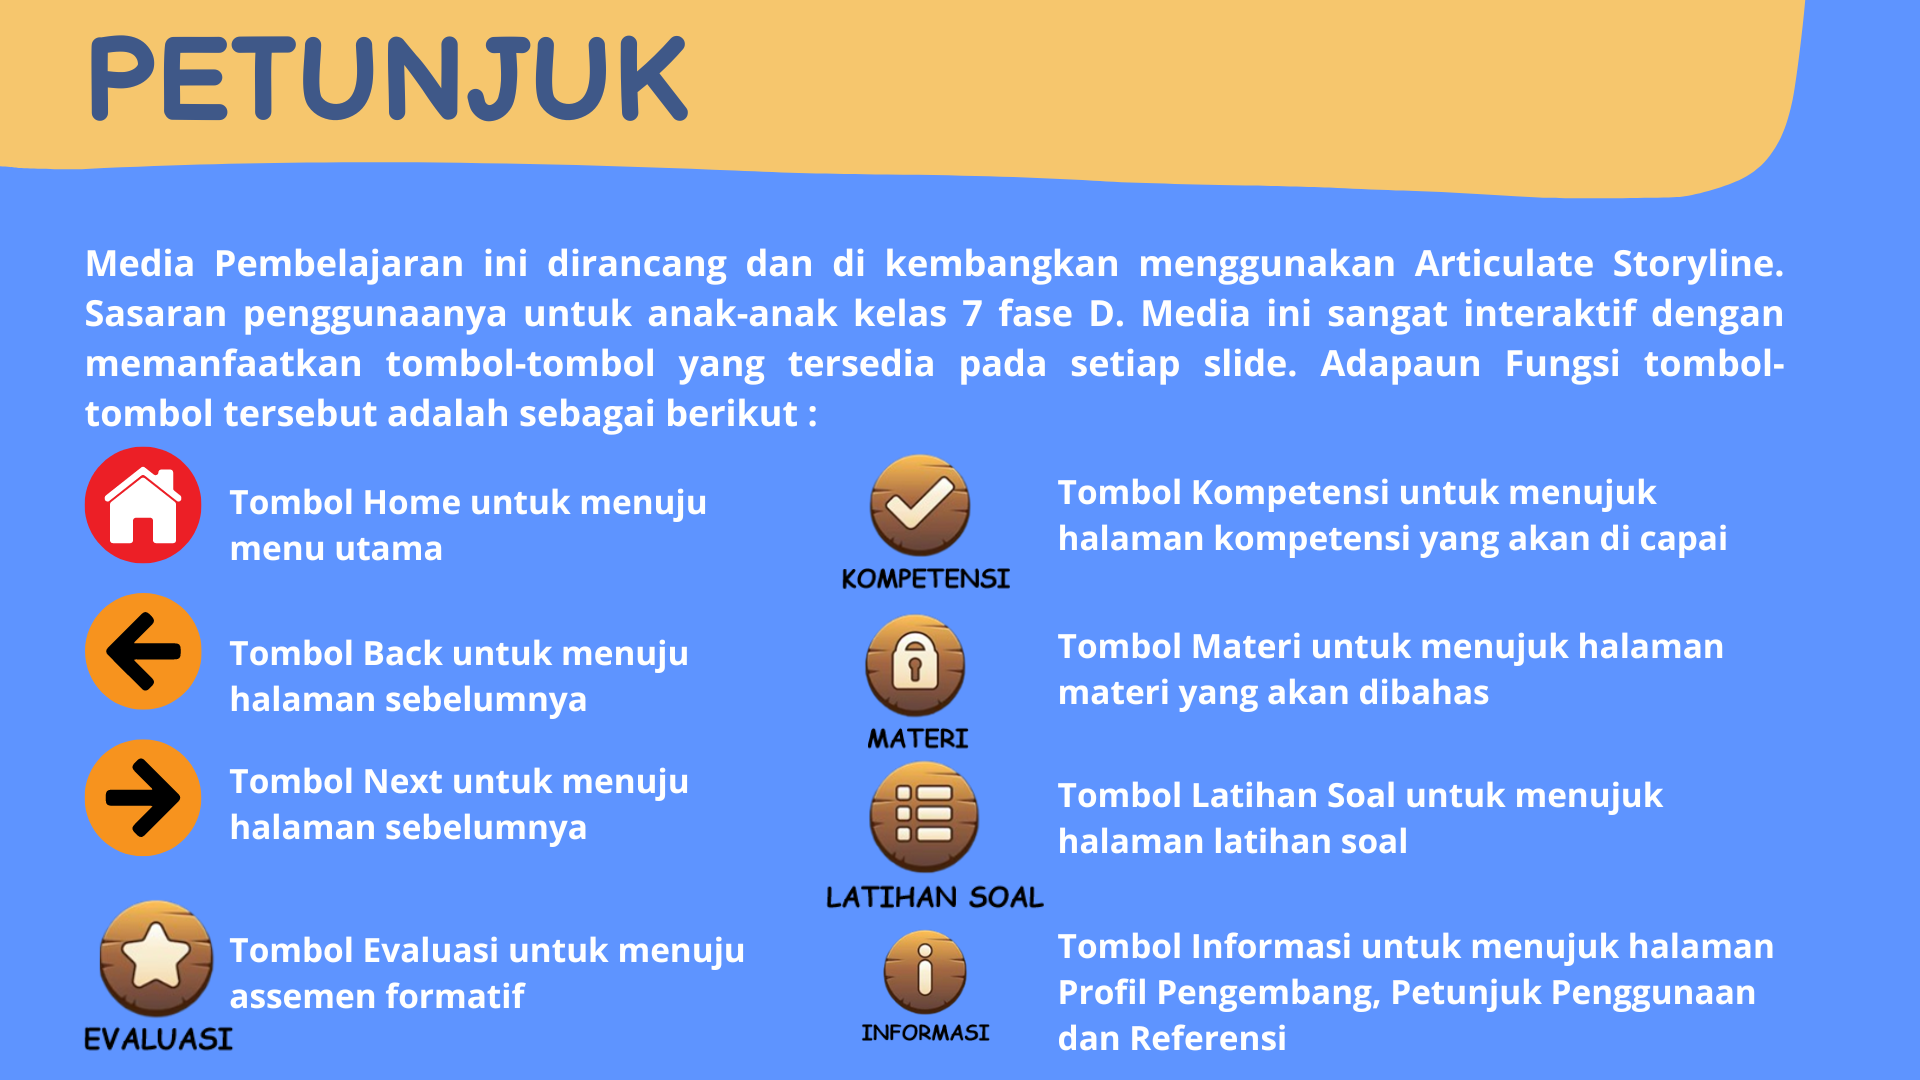 PETUNJUK
Media Pembelajaran ini dirancang dan di kembangkan menggunakan Articulate Storyline.
Sasaran penggunaanya untuk anak-anak kelas 7 fase D. Media ini sangat interaktif dengan
memanfaatkan tombol-tombol yang tersedia pada setiap slide. Adapaun Fungsi tombol-
tombol tersebut adalah sebagai berikut :
Tombol Home untuk menuju
menu utama
Tombol Back untuk menuju
halaman sebelumnya
Tombol Next untuk menuju
halaman sebelumnya
Tombol Evaluasi untuk menuju
assemen formatif
EVALUASI
Tombol Kompetensi untuk menujuk
halaman kompetensi yang akan di capai
KOMPETENSI
Tombol Materi untuk menujuk halaman
materi yang akan dibahas
MATERI
Tombol Latihan Soal untuk menujuk
halaman latihan soal
LATIHAN SOAL
Tombol Informasi untuk menujuk halaman
Profil Pengembang, Petunjuk Penggunaan
dan Referensi
INFORMASI